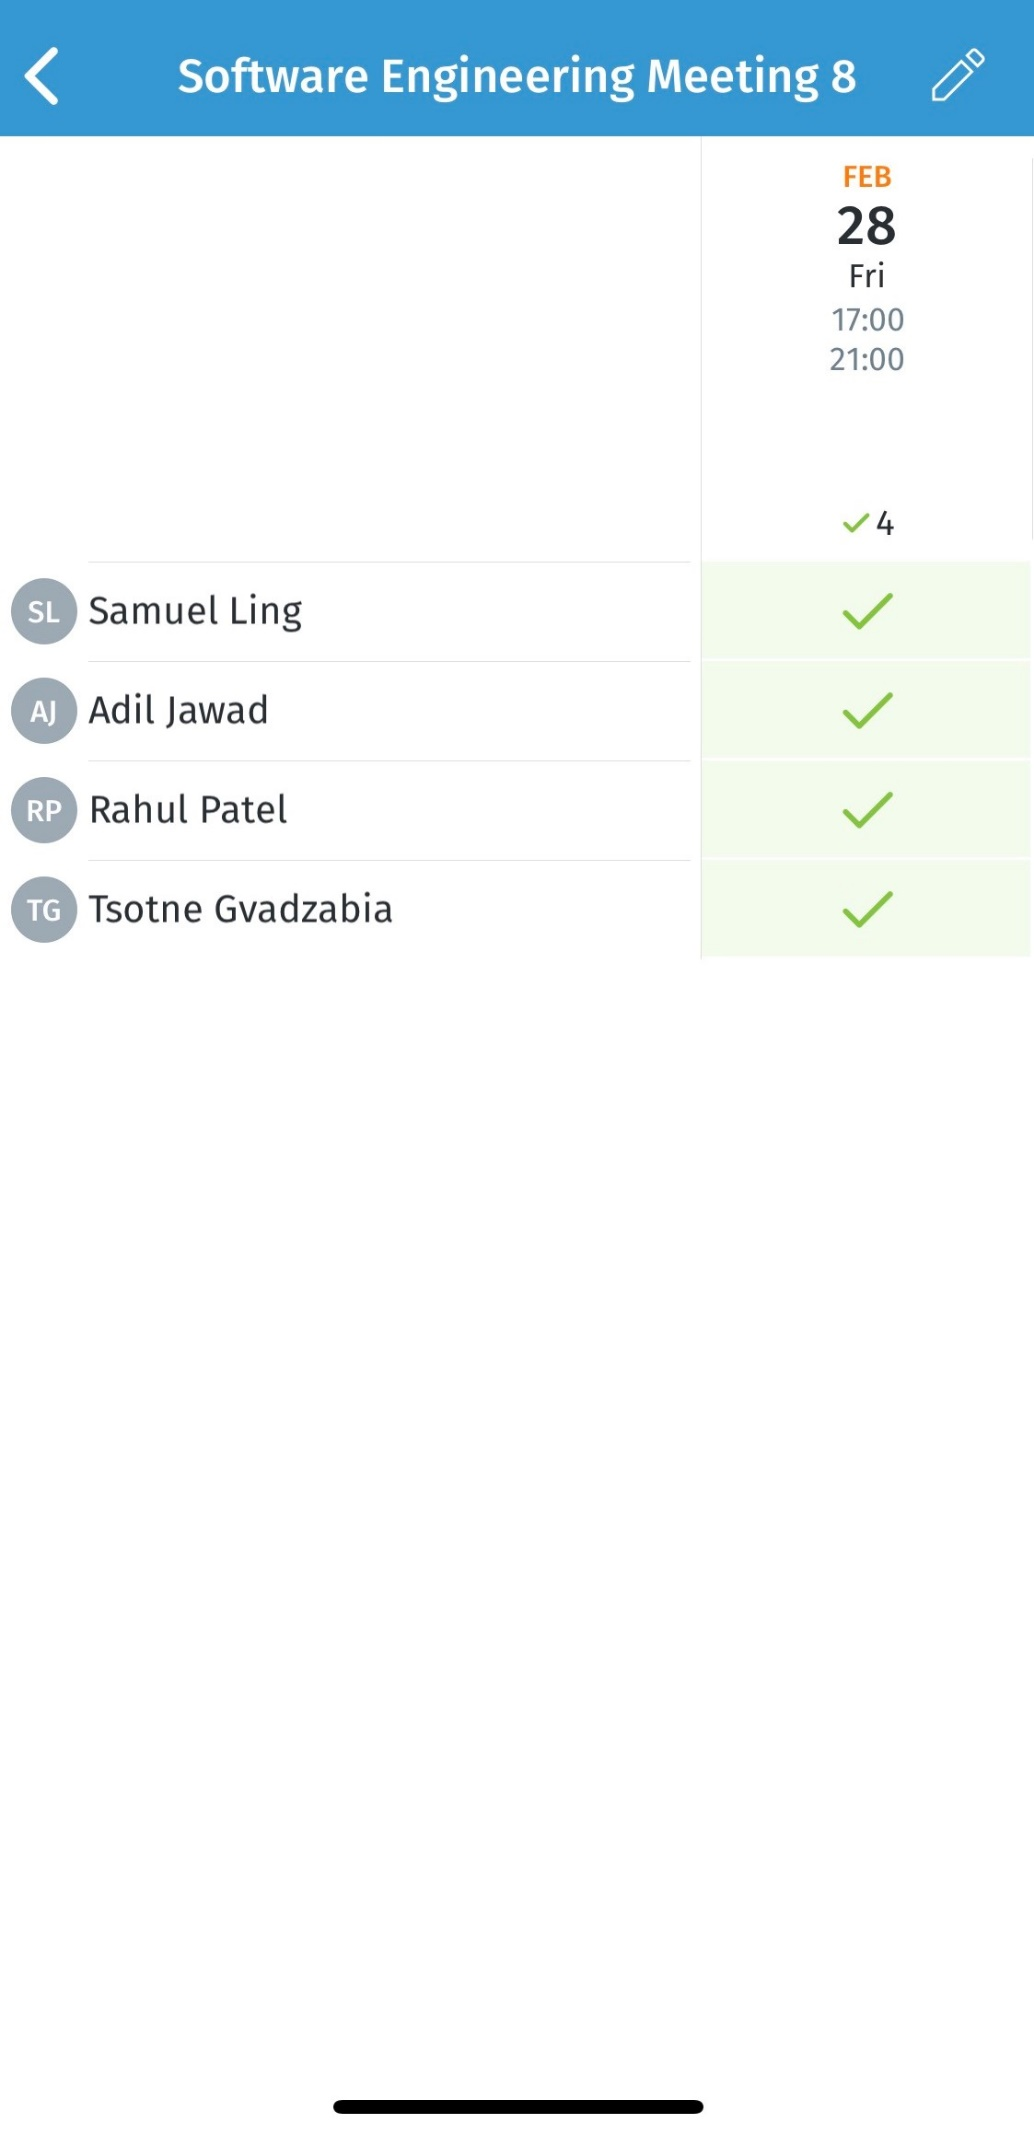 Software Engineering Meeting 8
FEB
28
Fri
17:00
21:00
4
SL Samuel Ling
AJ Adil Jawad
RP Rahul Patel
TG Tsotne Gvadzabia